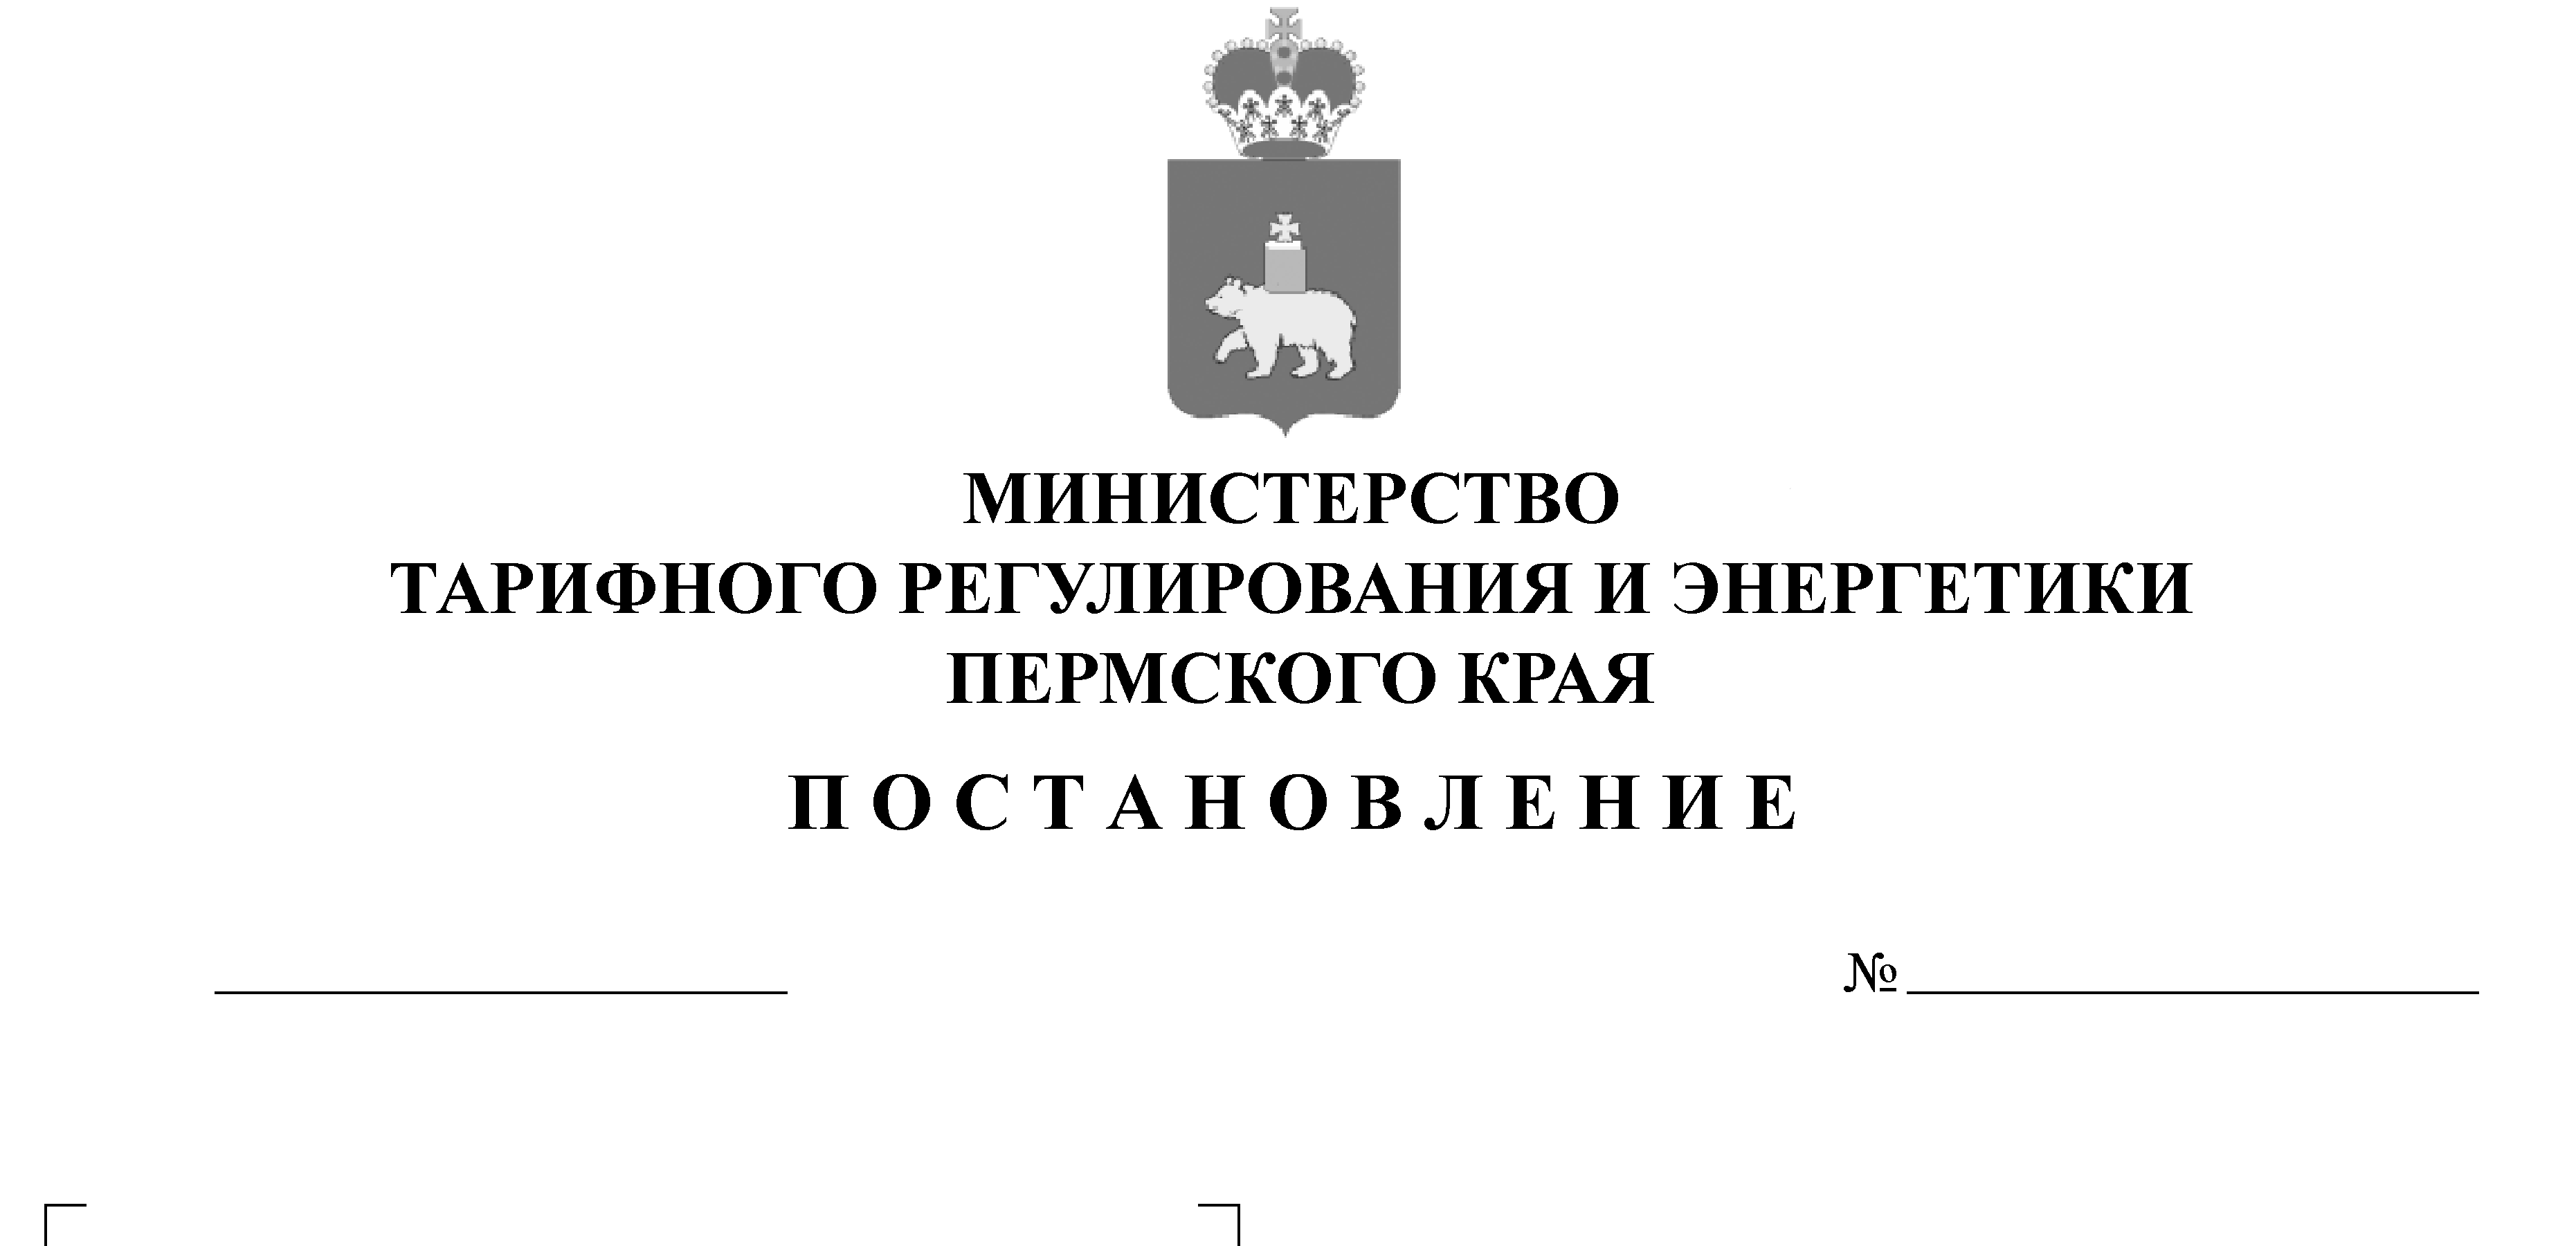 МИНИСТЕРСТВО
ТАРИФНОГО РЕГУЛИРОВАНИЯ И ЭНЕРГЕТИКИ
ПЕРМСКОГО КРАЯ
П О С Т А Н О В Л Е Н И Е
№